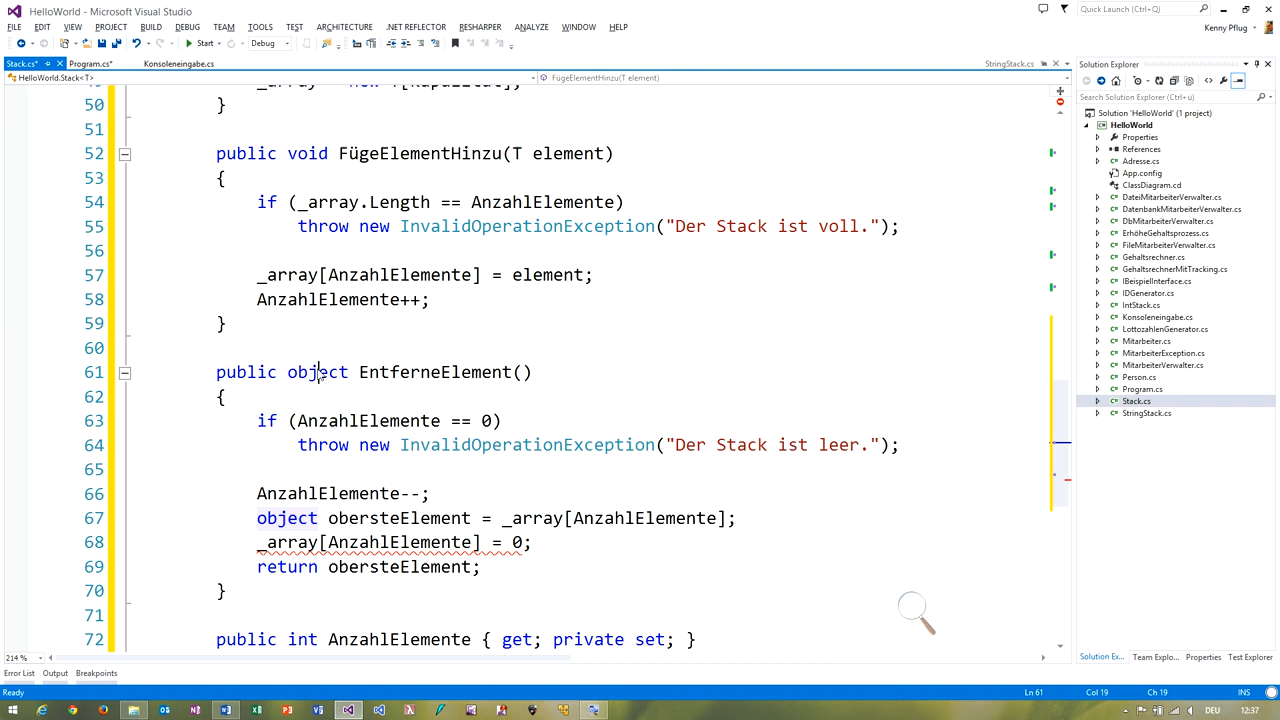 HelloWorld - Microsoft Visual Studio
Quick Launch (Ctrl+Ü)
FILE EDIT VIEW PROJECT BUILD DEBUG TEAM TOOLS TEST ARCHITECTURE .NET REFLECTOR RESHARPER ANALYZE WINDOW HELP
Kenny Pflug
Start Debug
Stack.cs* Program.cs* Konsoleneingabe.cs StringStack.cs
HelloWorld.Stack<T> FügeElementHinzu(T element)
50 }
51
52 public void FügeElementHinzu(T element)
53 {
54 if (_array.Length == AnzahlElemente)
55 throw new InvalidOperationException("Der Stack ist voll.");
56
57 _array[AnzahlElemente] = element;
58 AnzahlElemente++;
59 }
60
61 public object EntferneElement()
62 {
63 if (AnzahlElemente == 0)
64 throw new InvalidOperationException("Der Stack ist leer.");
65
66 AnzahlElemente--;
67 object obersteElement = _array[AnzahlElemente];
68 _array[AnzahlElemente] = 0;
69 return obersteElement;
70 }
71
72 public int AnzahlElemente { get; private set; }
214 %
Solution Explorer
Search Solution Explorer (Ctrl+ü)
Solution 'HelloWorld' (1 project)
HelloWorld
Properties
References
Adresse.cs
App.config
ClassDiagram.cd
DateiMitarbeiterVerwalter.cs
DatenbankMitarbeiterVerwalter.cs
DbMitarbeiterVerwalter.cs
ErhöheGehaltsprozess.cs
FileMitarbeiterVerwalter.cs
Gehaltsrechner.cs
GehaltsrechnerMitTracking.cs
IBeispielInterface.cs
IDGenerator.cs
IntStack.cs
Konsoleneingabe.cs
LottozahlenGenerator.cs
Mitarbeiter.cs
MitarbeiterException.cs
MitarbeiterVerwalter.cs
Person.cs
Program.cs
Stack.cs
StringStack.cs
Solution Ex... Team Explo... Properties Test Explorer
Error List Output Breakpoints
Ready Ln 61 Col 19 Ch 19 INS
DEU 12:37